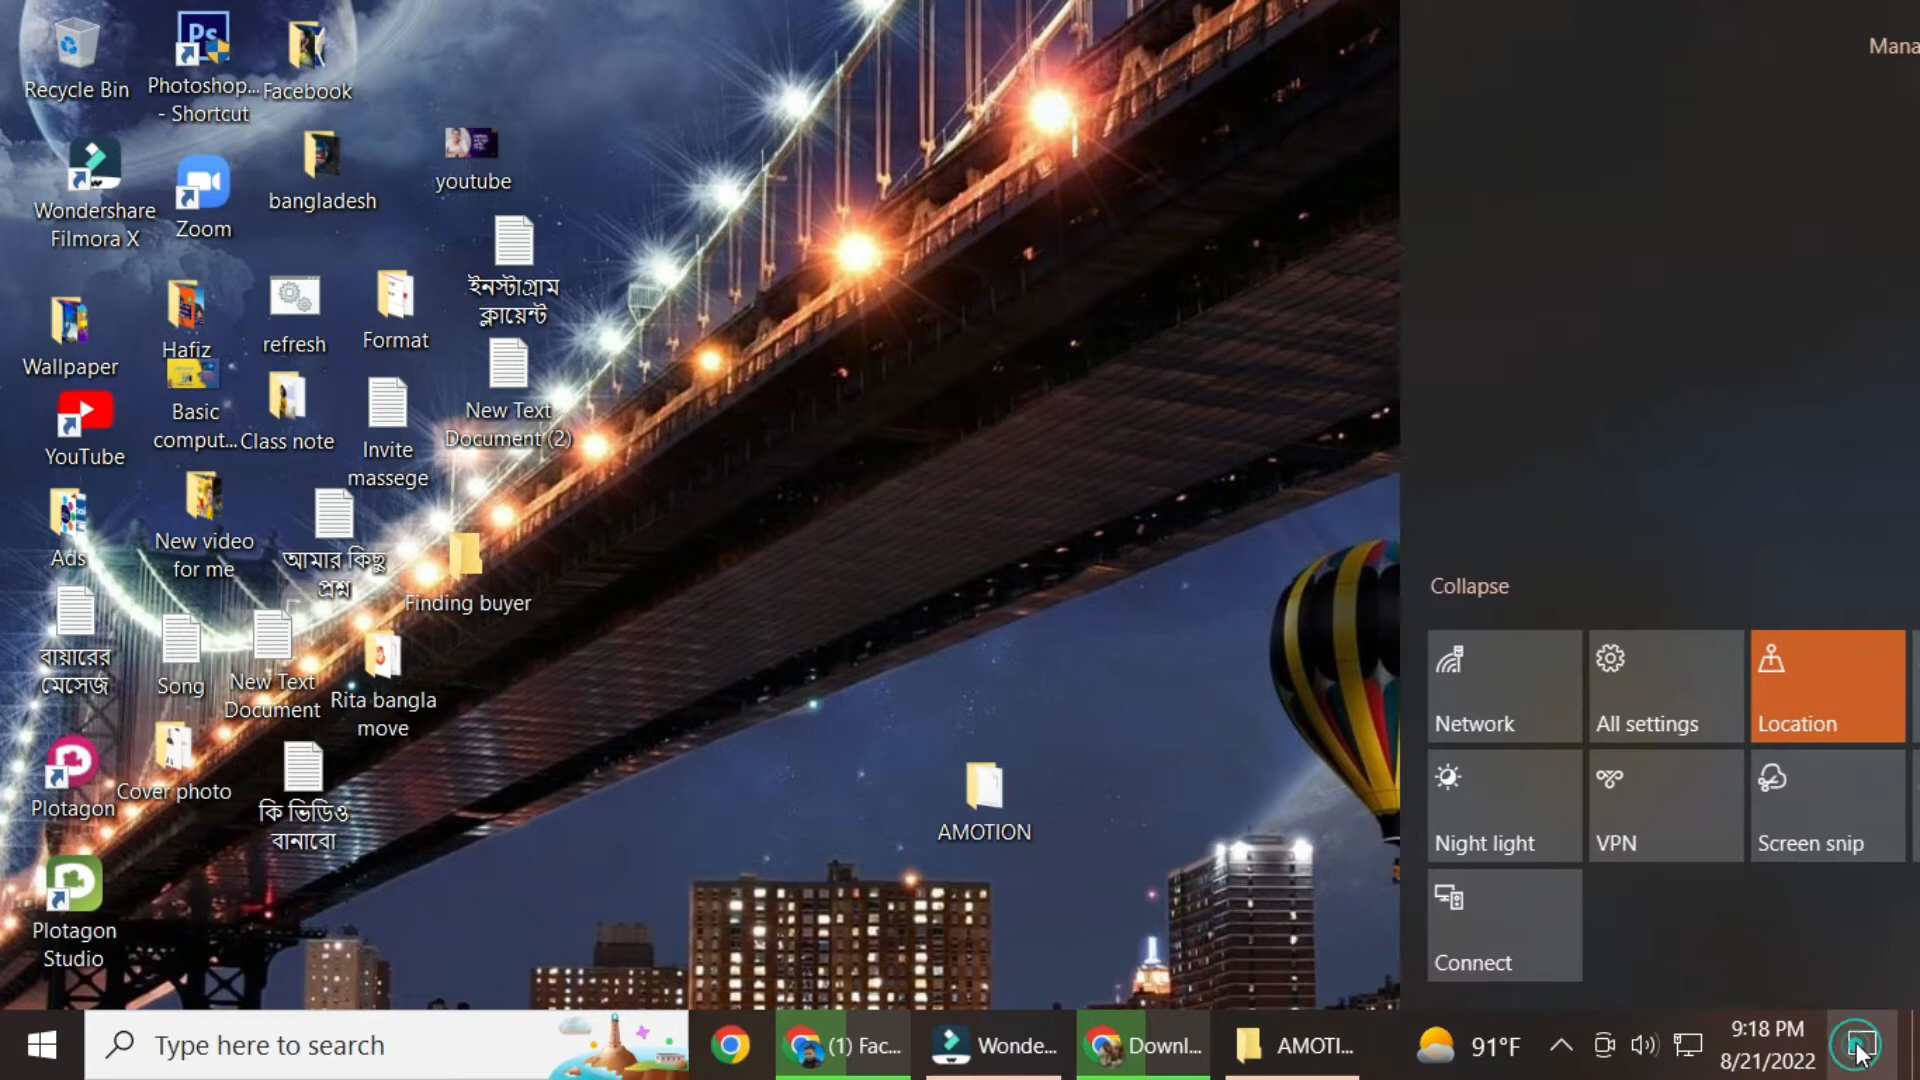 Recycle Bin
Photoshop...
- Shortcut
Facebook
Wondershare
Filmora X
Zoom
bangladesh
youtube
ইনস্টাগ্রাম
ক্লায়েন্ট
Wallpaper
Hafiz
refresh
Format
New Text
Document (2)
YouTube
Basic
comput...
Class note
Invite
massege
Ads
New video
for me
আমার কিছু
প্রশ্ন
Finding buyer
বায়ারের
মেসেজ
Song
New Text
Document
Rita bangla
move
Plotagon
Cover photo
কি ভিডিও
বানাবো
AMOTION
Plotagon
Studio
Mana
Collapse
Network
All settings
Location
Night light
VPN
Screen snip
Connect
Type here to search
(1) Fac...
Wonde...
Downl...
AMOTI...
91°F
9:18 PM
8/21/2022